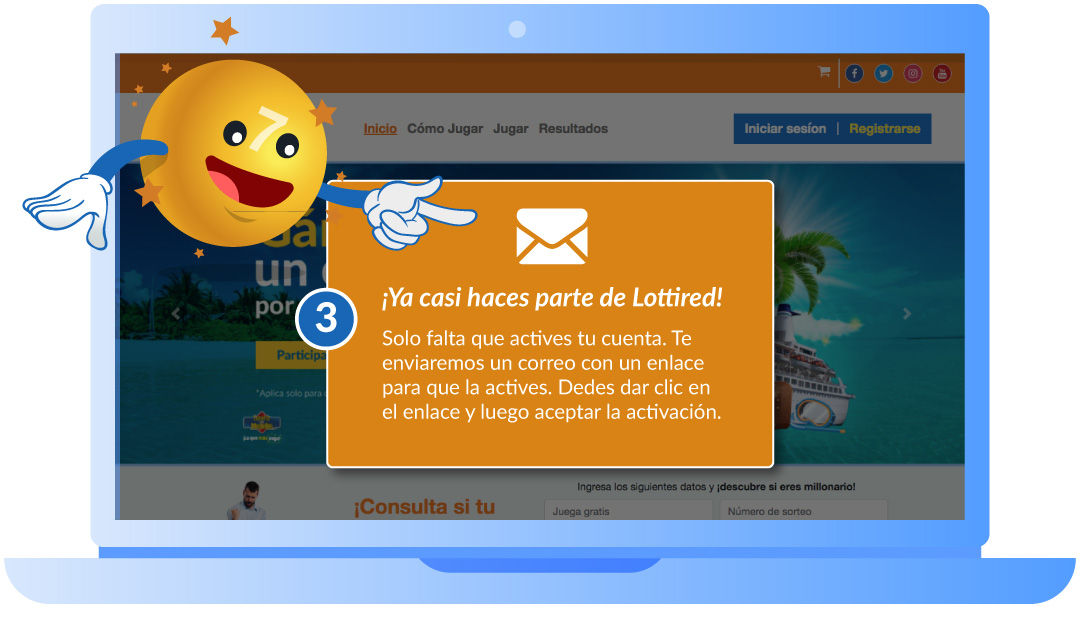 Inicio Cómo Jugar Jugar Resultados
Iniciar sesíon | Registrarse
7
Gá
un
por
Participa
*Aplica solo para
3
¡Ya casi haces parte de Lottired!
Solo falta que actives tu cuenta. Te
enviaremos un correo con un enlace
para que la actives. Dedes dar clic en
el enlace y luego aceptar la activación.
Ingresa los siguientes datos y ¡descubre si eres millonario!
¡Consulta si tu
Juega gratis
Número de sorteo